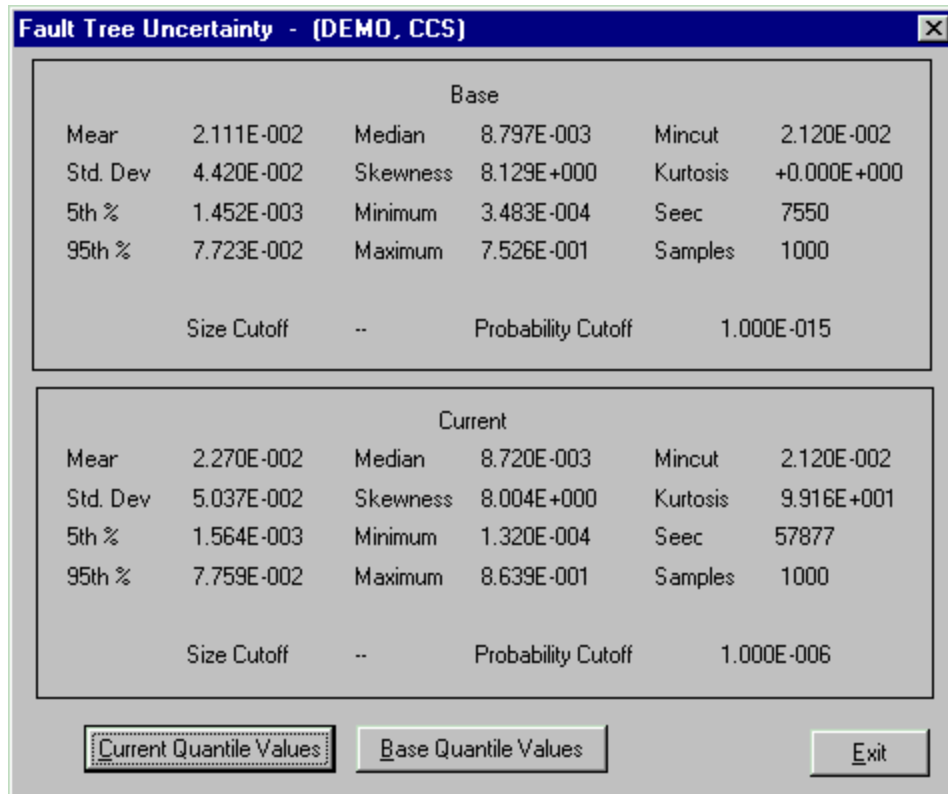 Fault Tree Uncertainty - (DEMO, CCS)
Base
Mear 2.111E-002 Median 8.797E-003 Mincut 2.120E-002
Std. Dev 4.420E-002 Skewness 8.129E+000 Kurtosis +0.000E+000
5th % 1.452E-003 Minimum 3.483E-004 Seec 7550
95th % 7.723E-002 Maximum 7.526E-001 Samples 1000
Size Cutoff -- Probability Cutoff 1.000E-015
Current
Mear 2.270E-002 Median 8.720E-003 Mincut 2.120E-002
Std. Dev 5.037E-002 Skewness 8.004E+000 Kurtosis 9.916E+001
5th % 1.564E-003 Minimum 1.320E-004 Seec 57877
95th % 7.759E-002 Maximum 8.639E-001 Samples 1000
Size Cutoff -- Probability Cutoff 1.000E-006
Current Quantile Values Base Quantile Values Exit